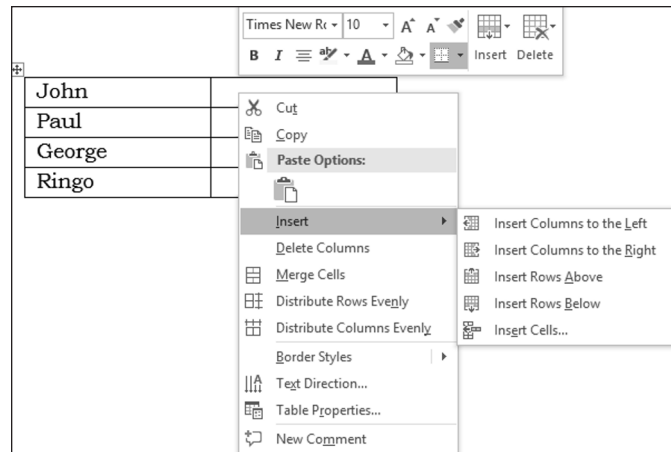 Times New Ro 10 A A
B I ab A Insert Delete
John
Paul
George
Ringo
Cut
Copy
Paste Options:
Insert
Delete Columns
Merge Cells
Distribute Rows Evenly
Distribute Columns Evenly
Border Styles
Text Direction...
Table Properties...
New Comment
Insert Columns to the Left
Insert Columns to the Right
Insert Rows Above
Insert Rows Below
Insert Cells...